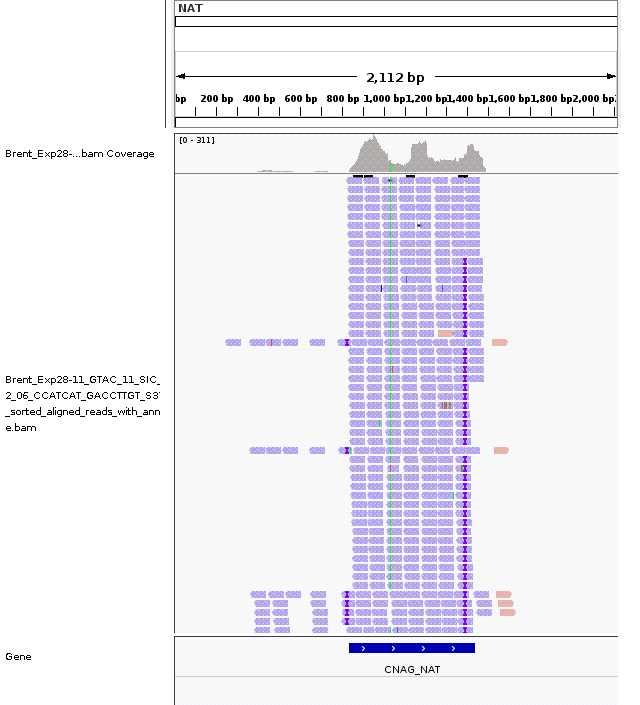 NAT
2,112 bp
bp 200 bp 400 bp 600 bp 800 bp 1,000 bp 1,200 bp 1,400 bp 1,600 bp 1,800 bp 2,000 bp
[0 - 311]
Brent_Exp28-...bam Coverage
Brent_Exp28-11_GTAC_11_SIC_
2_06_CCATCAT_GACCTTGT_S3
_sorted_aligned_reads_with_ann
e.bam
Gene
CNAG_NAT